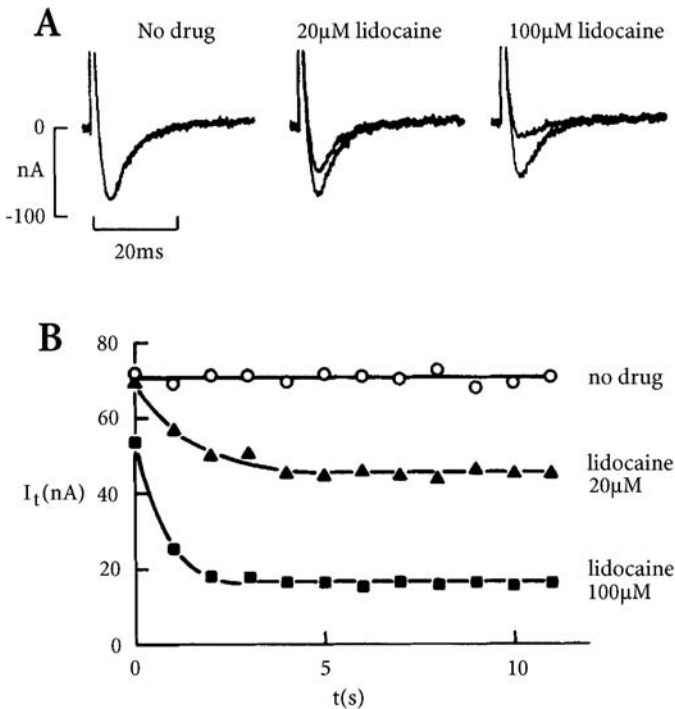 A
No drug
20μM lidocaine
100μM lidocaine
0
nA
-100
20ms
B
80
60
40
20
0
I_t(nA)
no drug
lidocaine
20μM
lidocaine
100μM
0
5
10
t(s)